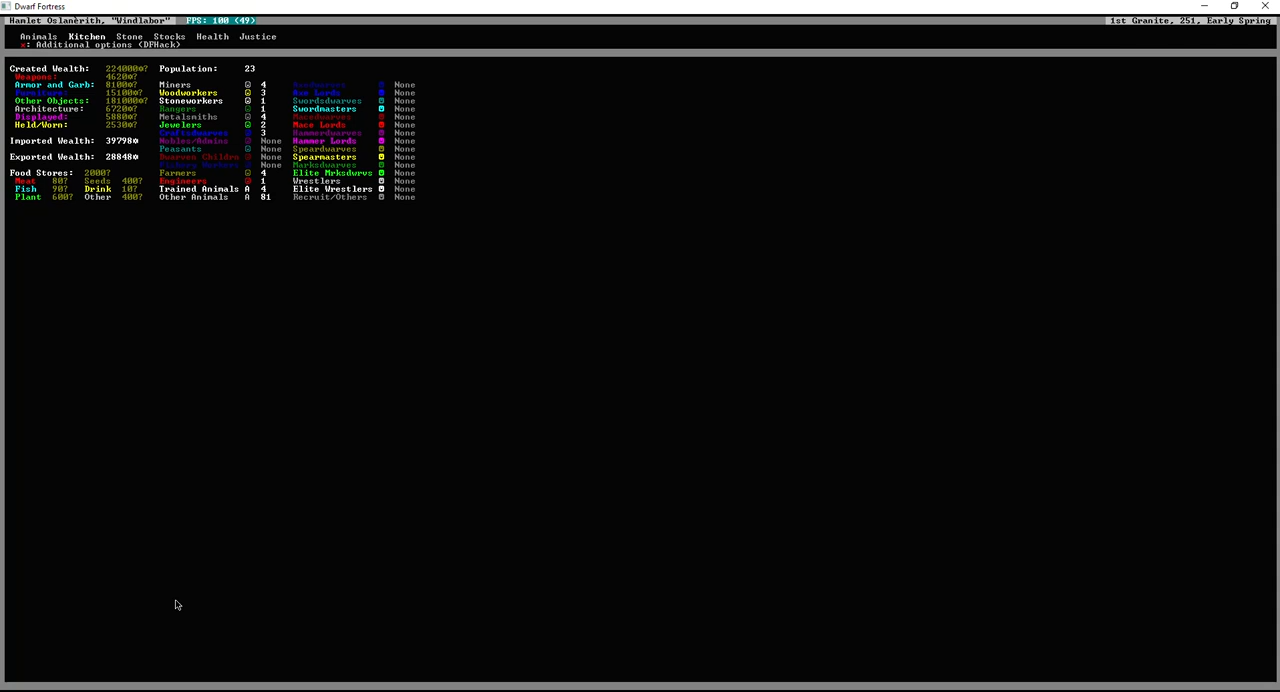 Dwarf Fortress
Hamlet Oslanèrith, "Windlabor" FPS: 100 (49) 1st Granite, 251, Early Spring
Animals Kitchen Stone Stocks Health Justice
x: Additional options (DFHack)
Created Wealth: 224000☼? Population: 23
Weapons: 4620☼?
Armor and Garb: 8100☼? Miners 4 Axedwarves None
Furniture: 15100☼? Woodworkers 3 Axe Lords None
Other Objects: 181000☼? Stoneworkers 1 Swordsdwarves None
Architecture: 6720☼? Rangers 1 Swordmasters None
Displayed: 5880☼? Metalsmiths 4 Macedwarves None
Held/Worn: 2530☼? Jewelers 2 Mace Lords None
Craftsdwarves 3 Hammerdwarves None
Imported Wealth: 39798☼ Nobles/Admins None Hammer Lords None
Peasants None Speardwarves None
Exported Wealth: 28848☼ Dwarven Childrn None Spearmasters None
Fishery Workers None Marksdwarves None
Food Stores: 2000? Farmers 4 Elite Mrksdwrvs None
Meat 80? Seeds 400? Engineers 1 Wrestlers None
Fish 90? Drink 10? Trained Animals A 4 Elite Wrestlers None
Plant 600? Other 400? Other Animals A 81 Recruit/Others None